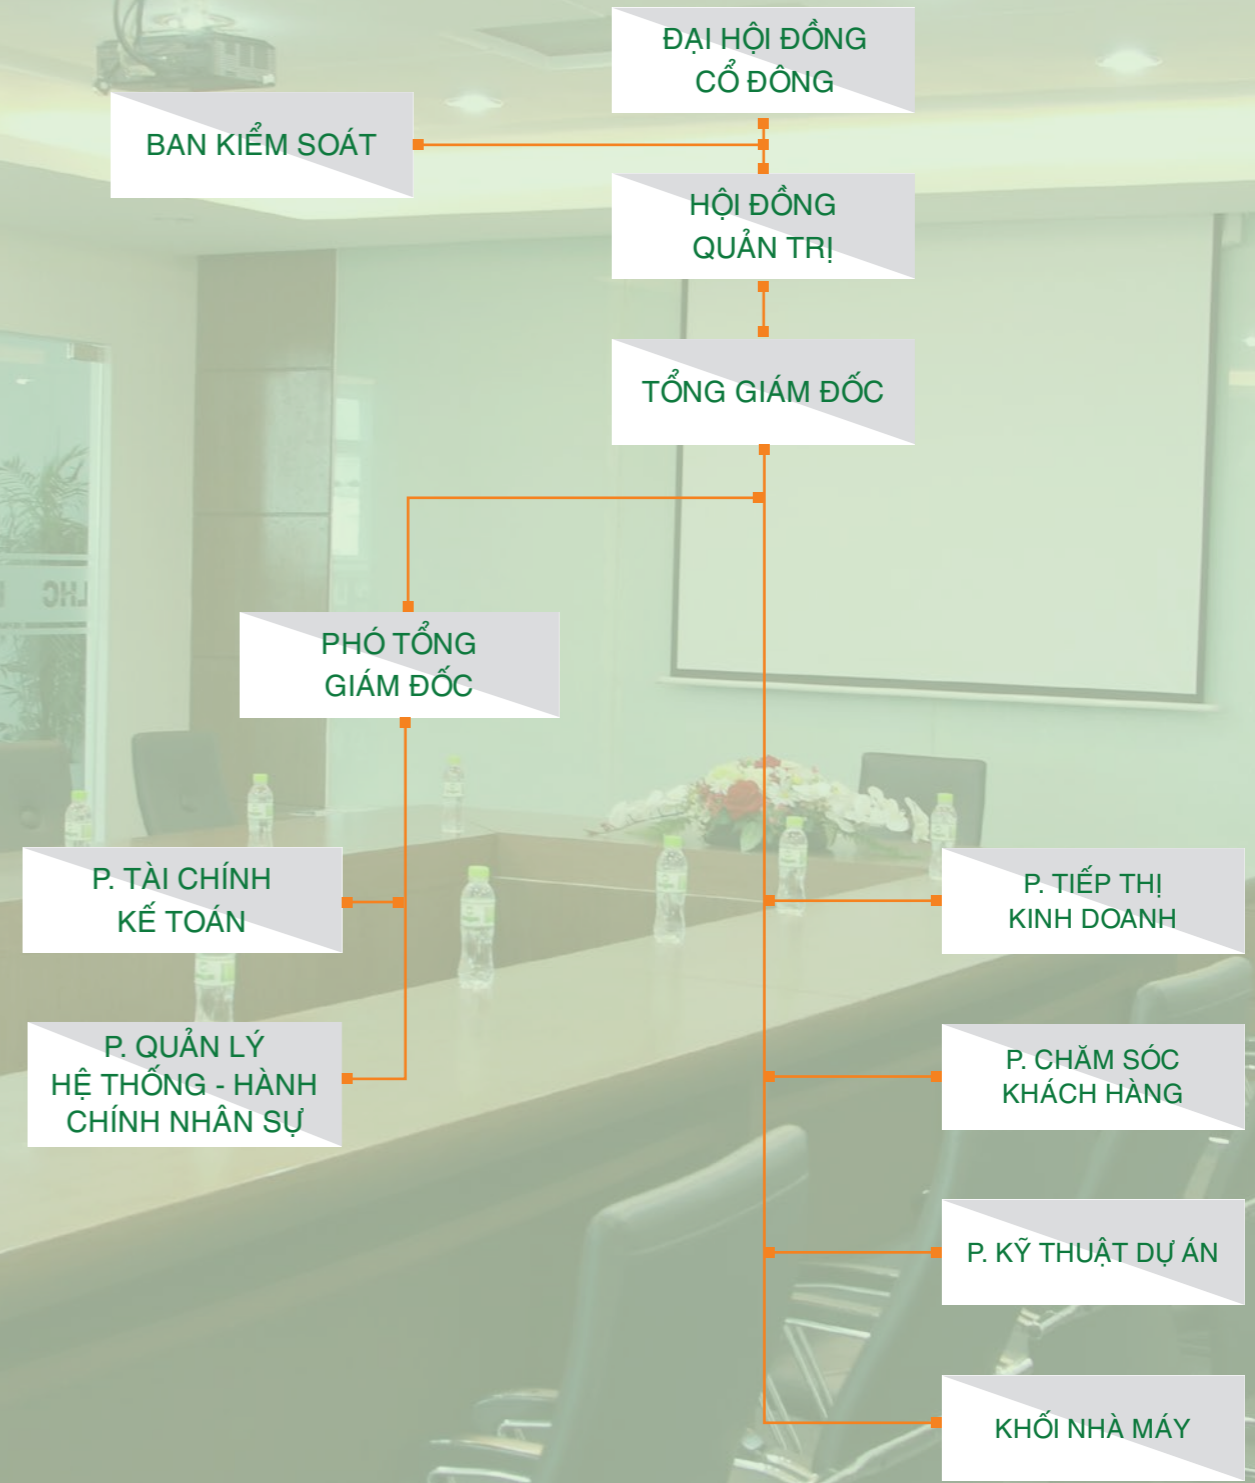 ĐẠI HỘI ĐỒNG
CỔ ĐÔNG
BAN KIỂM SOÁT
HỘI ĐỒNG
QUẢN TRỊ
TỔNG GIÁM ĐỐC
PHÓ TỔNG
GIÁM ĐỐC
P. TÀI CHÍNH
KẾ TOÁN
P. TIẾP THỊ
KINH DOANH
P. QUẢN LÝ
HỆ THỐNG - HÀNH
CHÍNH NHÂN SỰ
P. CHĂM SÓC
KHÁCH HÀNG
P. KỸ THUẬT DỰ ÁN
KHỐI NHÀ MÁY